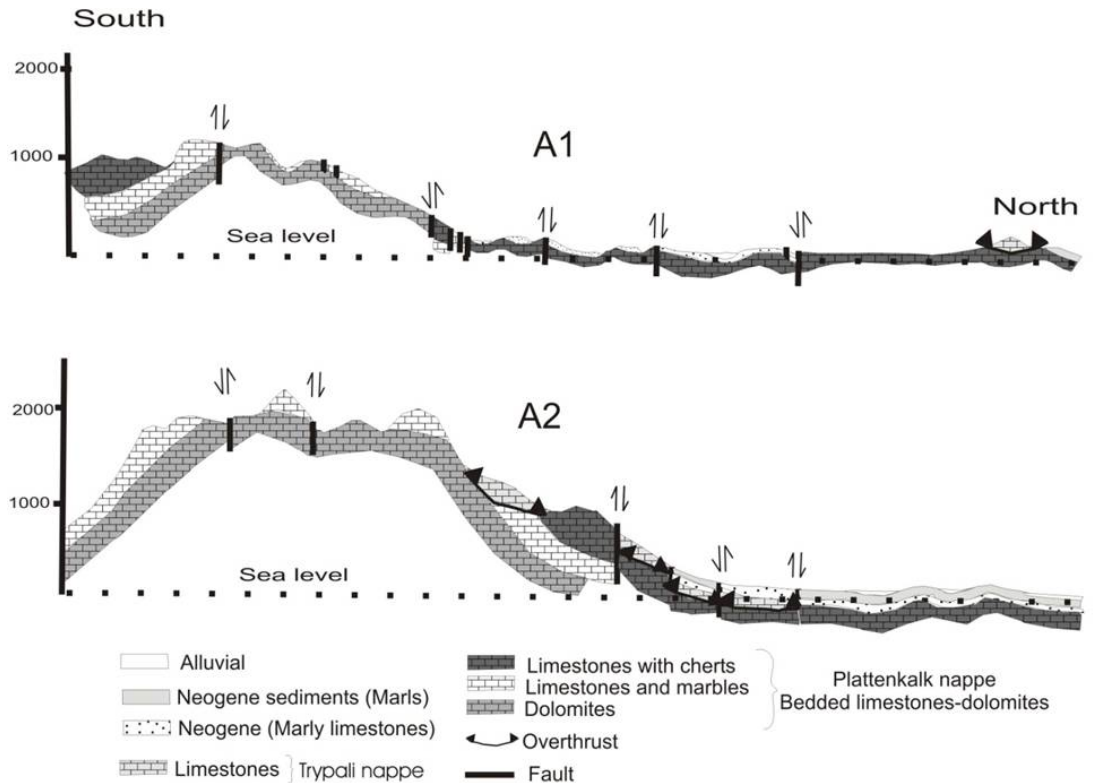 South
2000
A1
1000
North
Sea level
2000
A2
1000
Sea level
Alluvial
Neogene sediments (Marls)
Neogene (Marly limestones)
Limestones
Trypali nappe
Limestones with cherts
Limestones and marbles
Dolomites
Plattenkalk nappe
Bedded limestones-dolomites
Overthrust
Fault